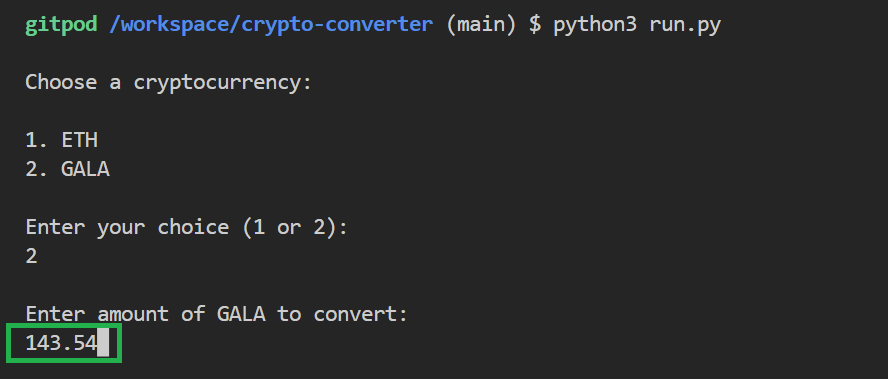 gitpod /workspace/crypto-converter (main) $ python3 run.py
Choose a cryptocurrency:
1. ETH
2. GALA
Enter your choice (1 or 2):
2
Enter amount of GALA to convert:
143.54